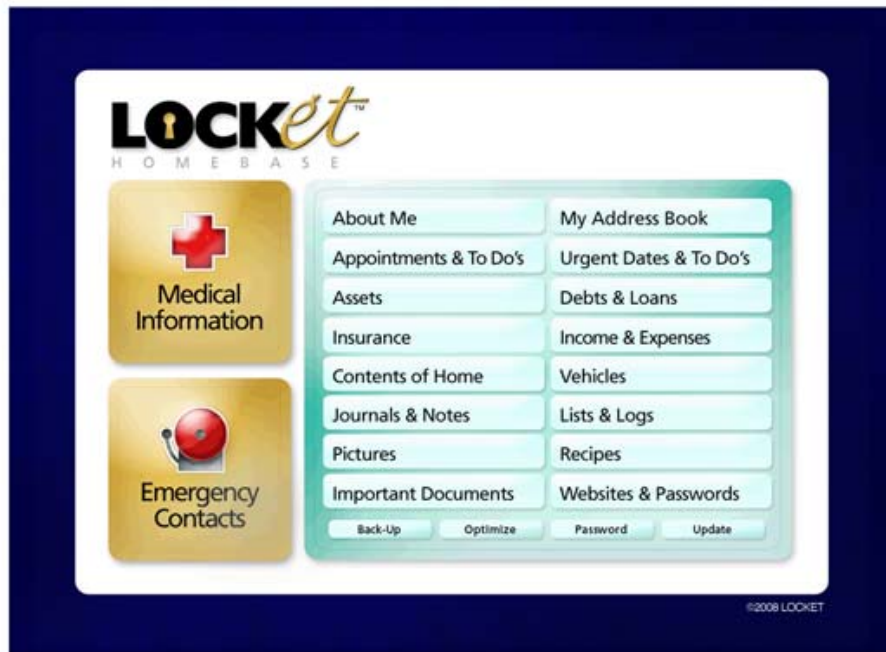 LOCKet™
HOMEBASE
Medical
Information
Emergency
Contacts
About Me
My Address Book
Appointments & To Do's
Urgent Dates & To Do's
Assets
Debts & Loans
Insurance
Income & Expenses
Contents of Home
Vehicles
Journals & Notes
Lists & Logs
Pictures
Recipes
Important Documents
Websites & Passwords
Back-Up
Optimize
Password
Update
©2008 LOCKET